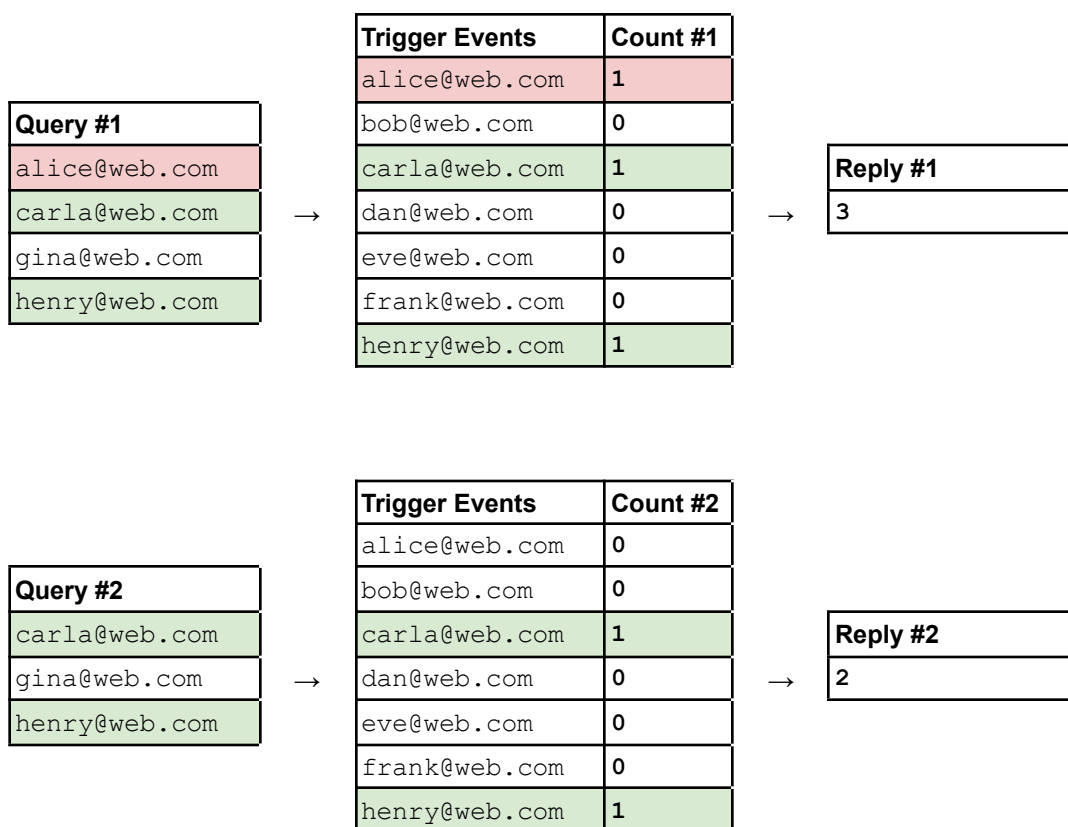 Trigger Events Count #1
alice@web.com 1
Query #1
bob@web.com 0
alice@web.com
carla@web.com 1
Reply #1
carla@web.com → dan@web.com 0 → 3
gina@web.com
eve@web.com 0
henry@web.com
frank@web.com 0
henry@web.com 1
Trigger Events Count #2
alice@web.com 0
Query #2
bob@web.com 0
carla@web.com
carla@web.com 1
Reply #2
gina@web.com → dan@web.com 0 → 2
henry@web.com
eve@web.com 0
frank@web.com 0
henry@web.com 1